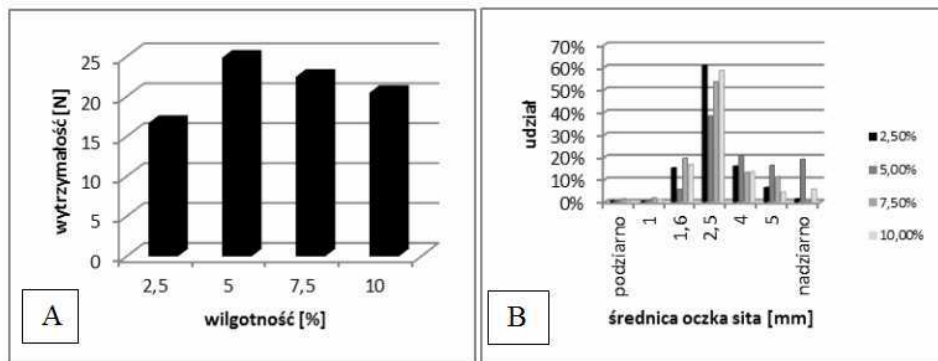 wytrzymałość [N]
25
20
15
10
5
0
2,5 5 7,5 10
wilgotność [%]
A
udział
70%
60%
50%
40%
30%
20%
10%
0%
podziarno 1 1,6 2,5 4 5 nadziarno
średnica oczka sita [mm]
2,50%
5,00%
7,50%
10,00%
B